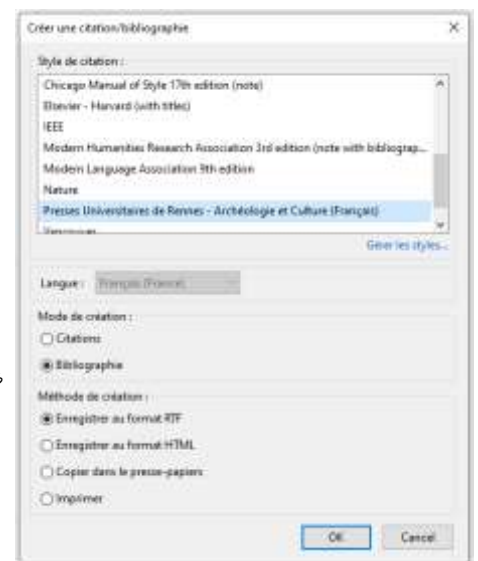 Créer une citation/bibliographie
Style de citation :
Chicago Manual of Style 17th edition (note)
Elsevier - Harvard (with titles)
IEEE
Modern Humanities Research Association 3rd edition (note with bibliograp...
Modern Language Association 9th edition
Nature
Presses Universitaires de Rennes - Archéologie et Culture (Français)
Vancouver
Gérer les styles...
Langue : Français (France)
Mode de création :
Citations
Bibliographie
Méthode de création :
Enregistrer au format RTF
Enregistrer au format HTML
Copier dans le presse-papiers
Imprimer
OK Cancel